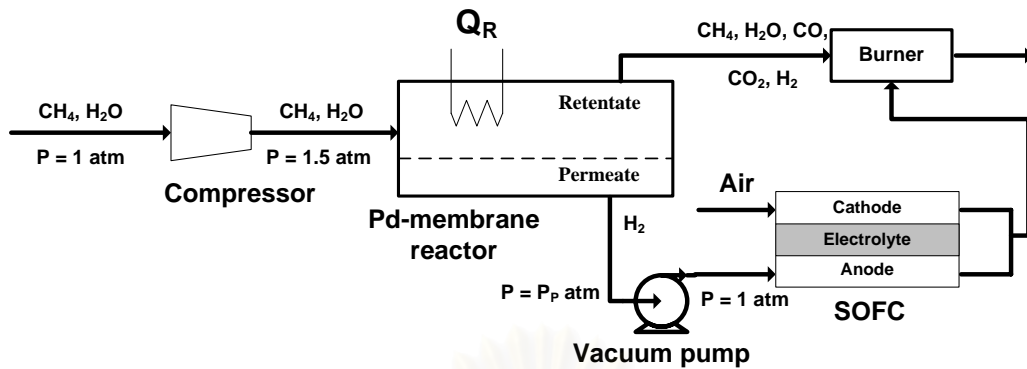 Q_R
CH₄, H₂O, CO,
CO₂, H₂
Burner
CH₄, H₂O
P = 1 atm
CH₄, H₂O
P = 1.5 atm
Compressor
Retentate
Permeate
Pd-membrane
reactor
H₂
Air
Cathode
Electrolyte
Anode
SOFC
P = P_P atm
P = 1 atm
Vacuum pump